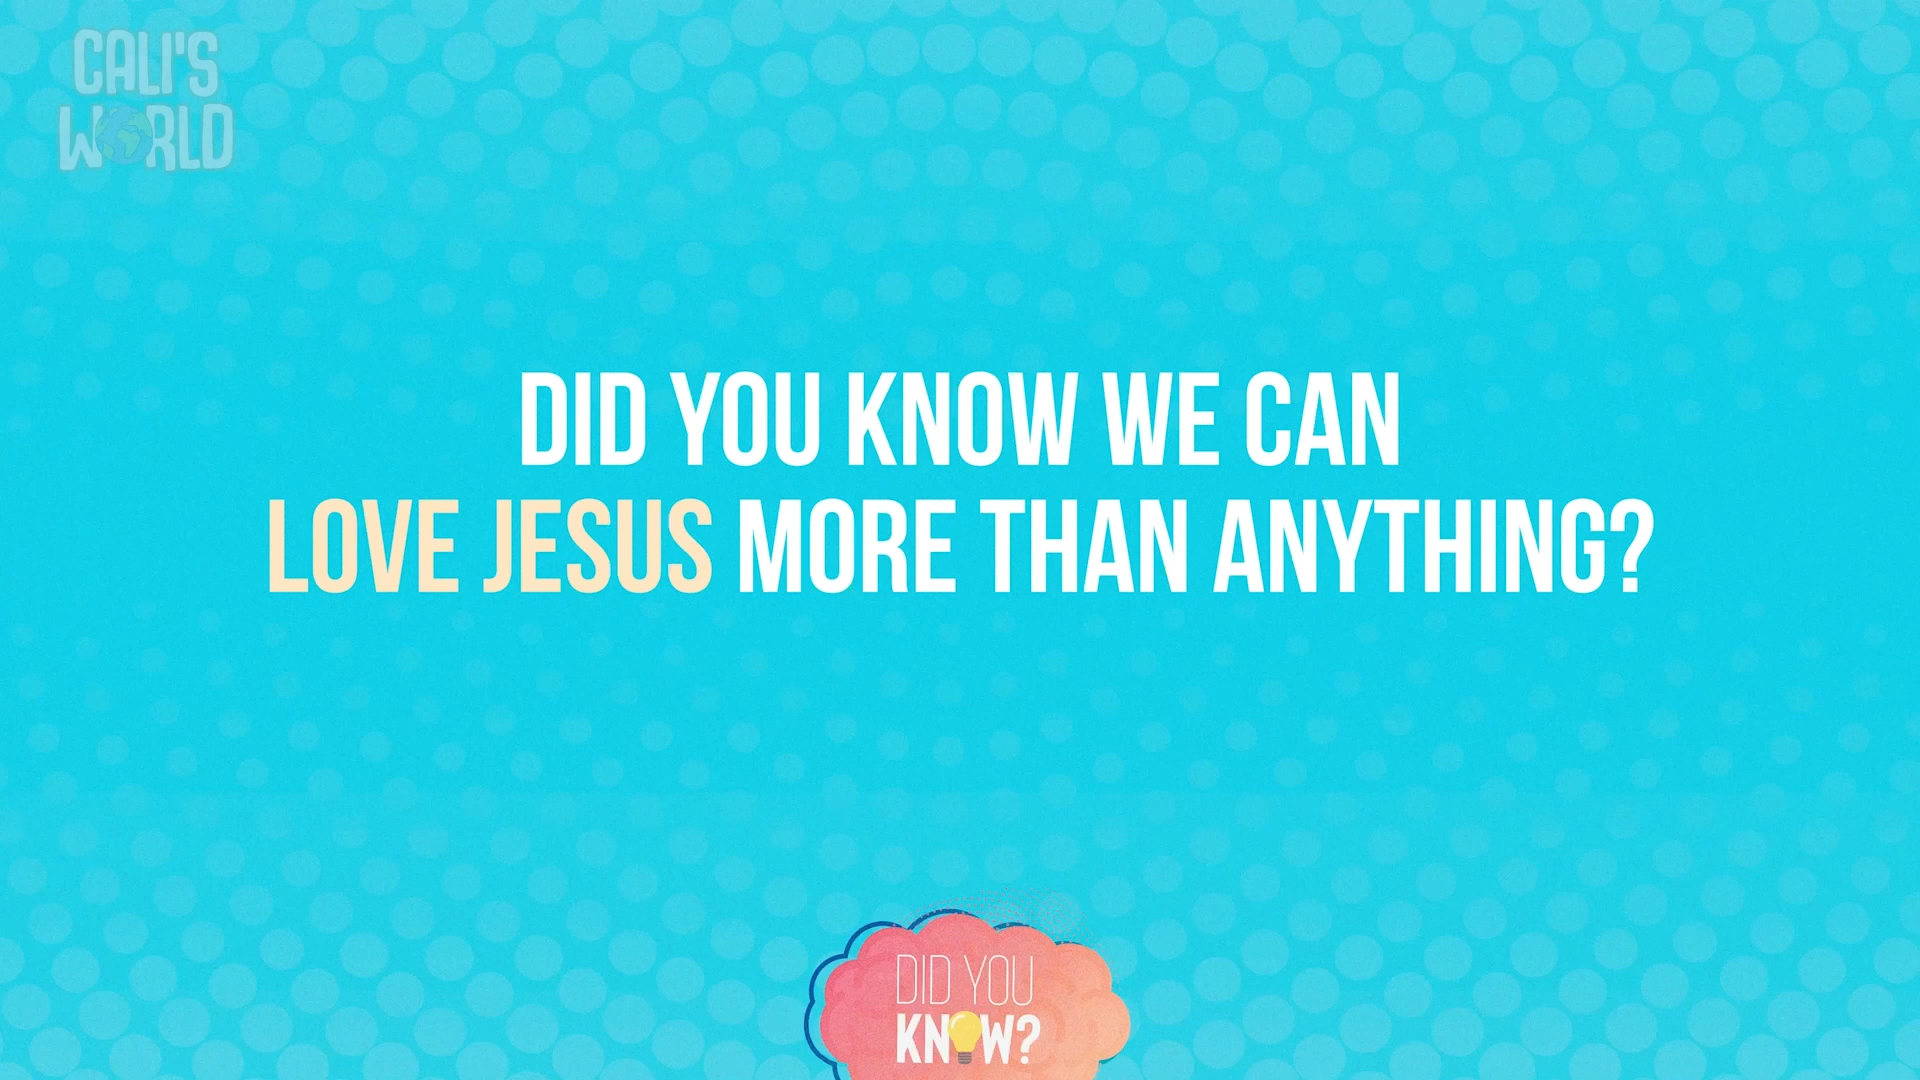 CALI'S
WORLD
DID YOU KNOW WE CAN
LOVE JESUS MORE THAN ANYTHING?
DID YOU
KNOW?